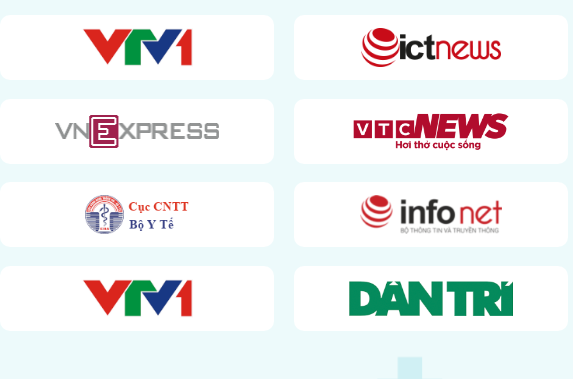 VTV1
ictnews
VNEXPRESS
VTCNEWS
Hơi thở cuộc sống
Cục CNTT
Bộ Y Tế
infonet
BỘ THÔNG TIN VÀ TRUYỀN THÔNG
VTV1
DÂN TRÍ